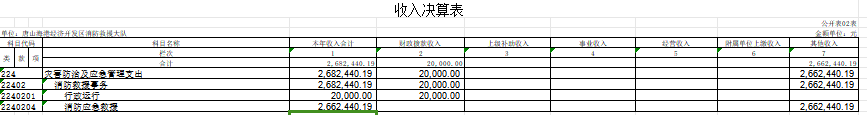 收入决算表
公开表02表
单位：唐山海港经济开发区消防救援大队 金额单位：元
科目代码 科目名称 本年收入合计 财政拨款收入 上级补助收入 事业收入 经营收入 附属单位上缴收入 其他收入
类 款 项 栏次 1 2 3 4 5 6 7
合计 2,682,440.19 20,000.00 2,662,440.19
224 灾害防治及应急管理支出 2,682,440.19 20,000.00 2,662,440.19
22402 消防救援事务 2,682,440.19 20,000.00 2,662,440.19
2240201 行政运行 20,000.00 20,000.00
2240204 消防应急救援 2,662,440.19 2,662,440.19